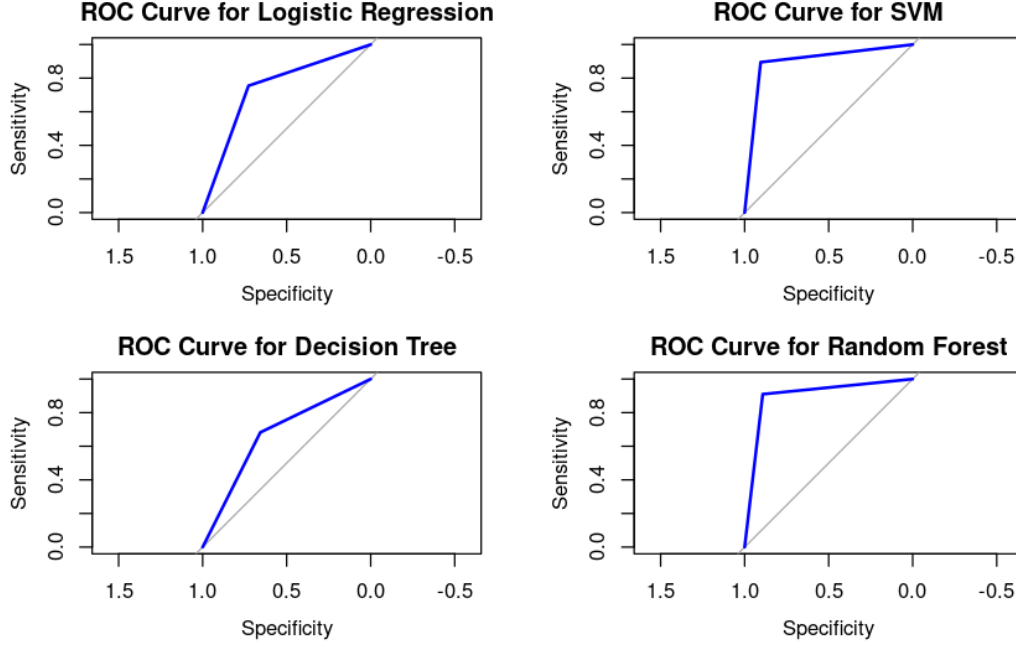 ROC Curve for Logistic Regression
Sensitivity
0.8
0.4
0.0
1.5 1.0 0.5 0.0 -0.5
Specificity
ROC Curve for SVM
Sensitivity
0.8
0.4
0.0
1.5 1.0 0.5 0.0 -0.5
Specificity
ROC Curve for Decision Tree
Sensitivity
0.8
0.4
0.0
1.5 1.0 0.5 0.0 -0.5
Specificity
ROC Curve for Random Forest
Sensitivity
0.8
0.4
0.0
1.5 1.0 0.5 0.0 -0.5
Specificity